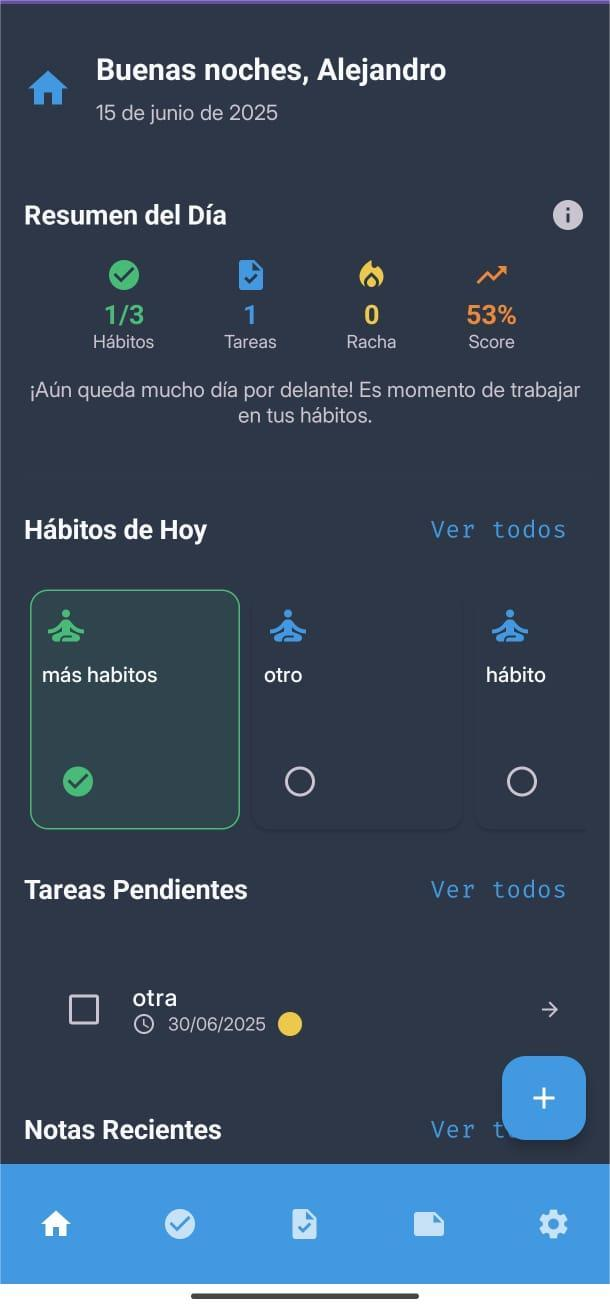 Buenas noches, Alejandro
15 de junio de 2025
Resumen del Día
1/3 1 0 53%
Hábitos Tareas Racha Score
¡Aún queda mucho día por delante! Es momento de trabajar
en tus hábitos.
Hábitos de Hoy Ver todos
más habitos otro hábito
Tareas Pendientes Ver todos
otra
30/06/2025
Notas Recientes Ver